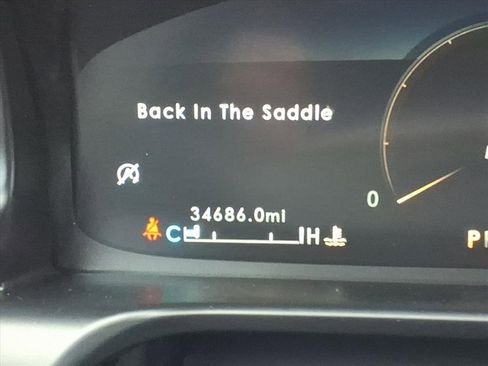 Back In The Saddle
0
34686.0mi
C H